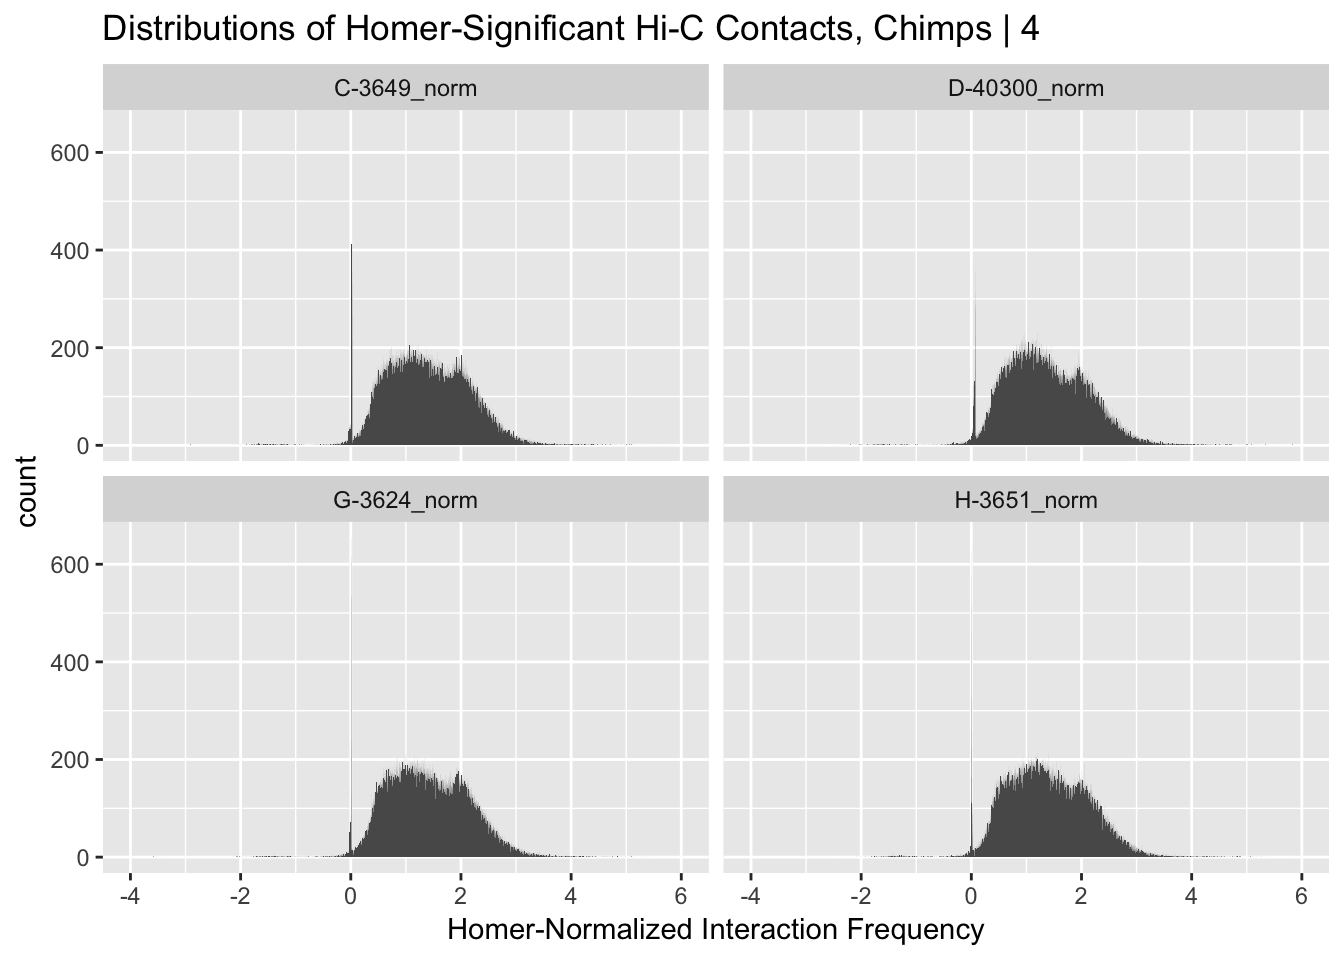 Distributions of Homer-Significant Hi-C Contacts, Chimps | 4
C-3649_norm
D-40300_norm
600
400
200
0
G-3624_norm
H-3651_norm
600
400
200
0
-4 -2 0 2 4 6
-4 -2 0 2 4 6
count
Homer-Normalized Interaction Frequency